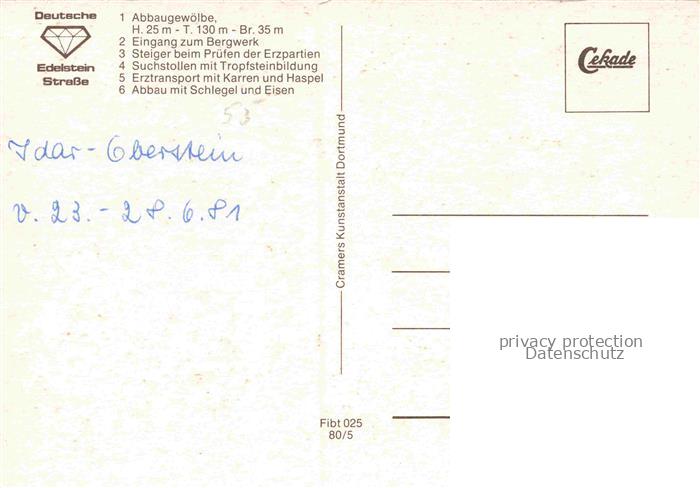 Deutsche
Edelstein
Straße
1 Abbaugewölbe,
H. 25 m - T. 130 m - Br. 35 m
2 Eingang zum Bergwerk
3 Steiger beim Prüfen der Erzpartien
4 Suchstollen mit Tropfsteinbildung
5 Erztransport mit Karren und Haspel
6 Abbau mit Schlegel und Eisen
53
Idar-Oberstein
v. 23.-28.6.81
Cramers Kunstanstalt Dortmund
Fibt 025
80/5
Cekade
privacy protection
Datenschutz